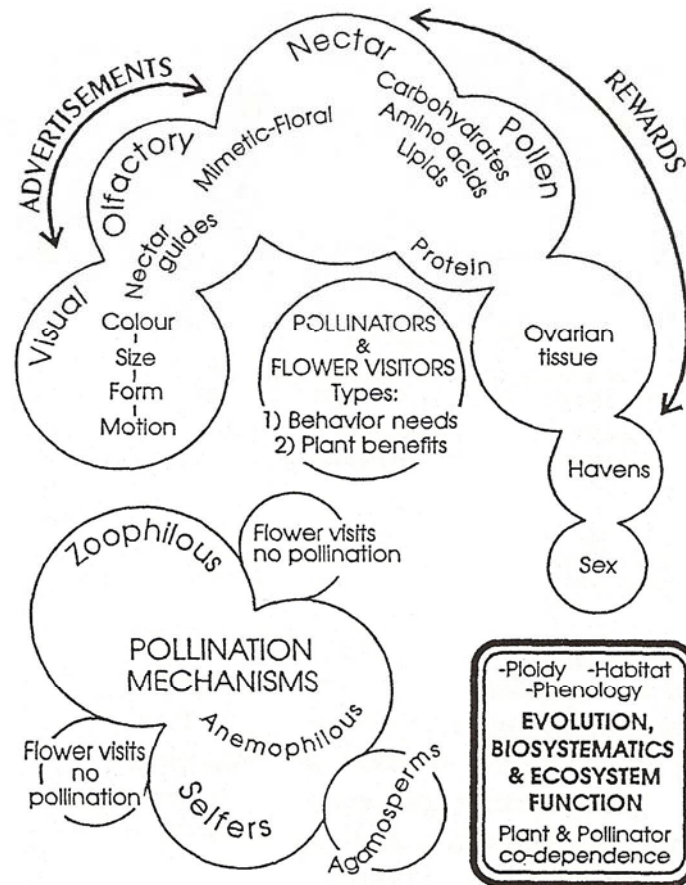 ADVERTISEMENTS
REWARDS
Nectar
Carbohydrates
Amino acids
Lipids
Pollen
Protein
Olfactory
Mimetic-Floral
Nectar
guides
Visual
Colour
Size
Form
Motion
POLLINATORS
&
FLOWER VISITORS
Types:
1) Behavior needs
2) Plant benefits
Ovarian
tissue
Havens
Sex
Zoophilous
Flower visits
no pollination
POLLINATION
MECHANISMS
Anemophilous
Flower visits
no
pollination
Selfers
Agamosperms
-Ploidy -Habitat
-Phenology
EVOLUTION,
BIOSYSTEMATICS
& ECOSYSTEM
FUNCTION
Plant & Pollinator
co-dependence